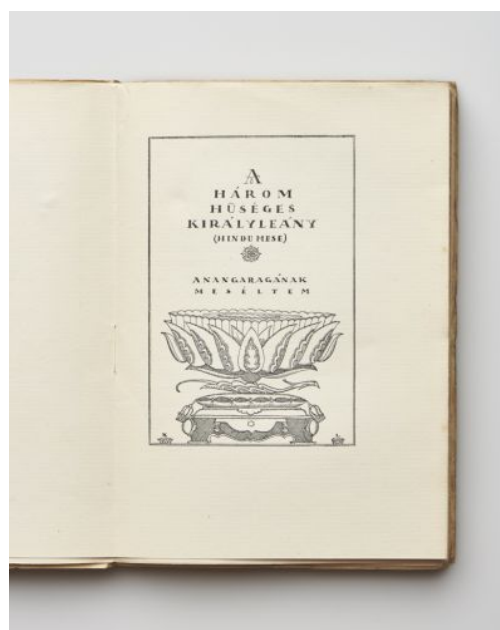 A
HÁROM
HŰSÉGES
KIRÁLYLEÁNY
(HINDU MESE)
ANANGARAGÁNAK
MESÉLTEM